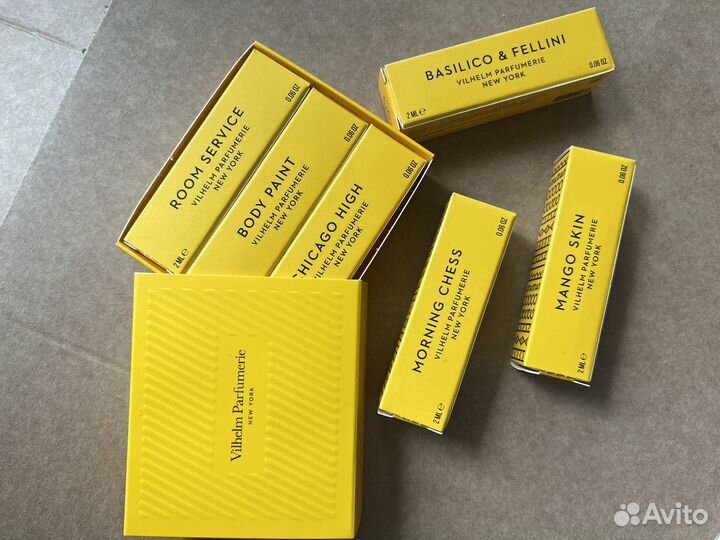 BASILICO & FELLINI
VILHELM PARFUMERIE
NEW YORK
2 ML e
0.06 OZ
ROOM SERVICE
VILHELM PARFUMERIE
NEW YORK
2 ML e
0.06 OZ
BODY PAINT
VILHELM PARFUMERIE
NEW YORK
0.06 OZ
CHICAGO HIGH
VILHELM PARFUMERIE
NEW YORK
0.06 OZ
MORNING CHESS
VILHELM PARFUMERIE
NEW YORK
2 ML e
0.06 OZ
MANGO SKIN
VILHELM PARFUMERIE
NEW YORK
2 ML e
0.06 OZ
Vilhelm Parfumerie
NEW YORK
Avito